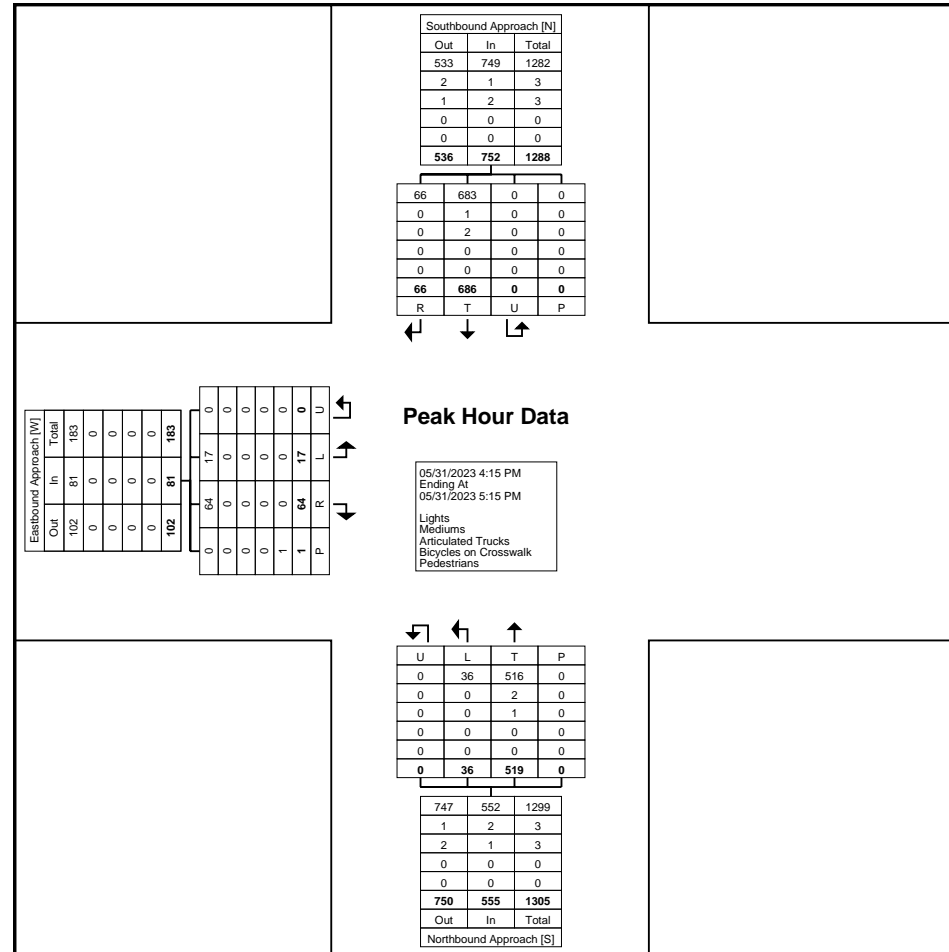 Southbound Approach [N]
Out In Total
533 749 1282
2 1 3
1 2 3
0 0 0
0 0 0
536 752 1288
66 683 0 0
0 1 0 0
0 2 0 0
0 0 0 0
0 0 0 0
66 686 0 0
R T U P
Eastbound Approach [W]
Out In Total
102 81 183
0 0 0
0 0 0
0 0 0
0 0 0
102 81 183
0 64 17 0
0 0 0 0
0 0 0 0
0 0 0 0
1 0 0 0
1 64 17 0
P R L U
Peak Hour Data
05/31/2023 4:15 PM
Ending At
05/31/2023 5:15 PM
Lights
Mediums
Articulated Trucks
Bicycles on Crosswalk
Pedestrians
U L T P
0 36 516 0
0 0 2 0
0 0 1 0
0 0 0 0
0 0 0 0
0 36 519 0
747 552 1299
1 2 3
2 1 3
0 0 0
0 0 0
750 555 1305
Out In Total
Northbound Approach [S]